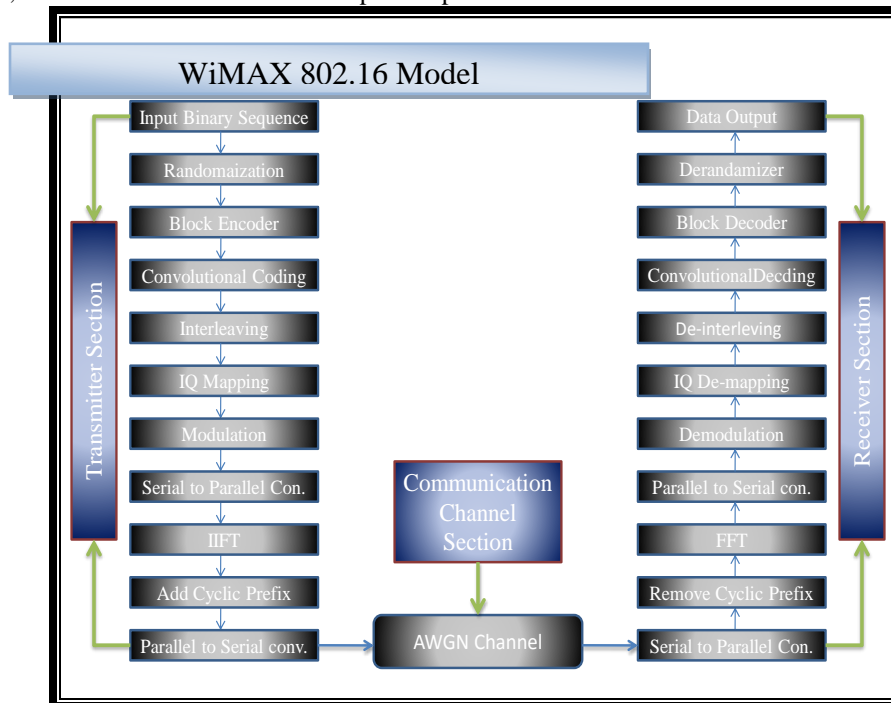 WiMAX 802.16 Model
Input Binary Sequence
Randomaization
Block Encoder
Convolutional Coding
Interleaving
IQ Mapping
Modulation
Serial to Parallel Con.
IIFT
Add Cyclic Prefix
Parallel to Serial conv.
Transmitter Section
Communication
Channel
Section
AWGN Channel
Data Output
Derandamizer
Block Decoder
ConvolutionalDecding
De-interleving
IQ De-mapping
Demodulation
Parallel to Serial con.
FFT
Remove Cyclic Prefix
Serial to Parallel Con.
Receiver Section